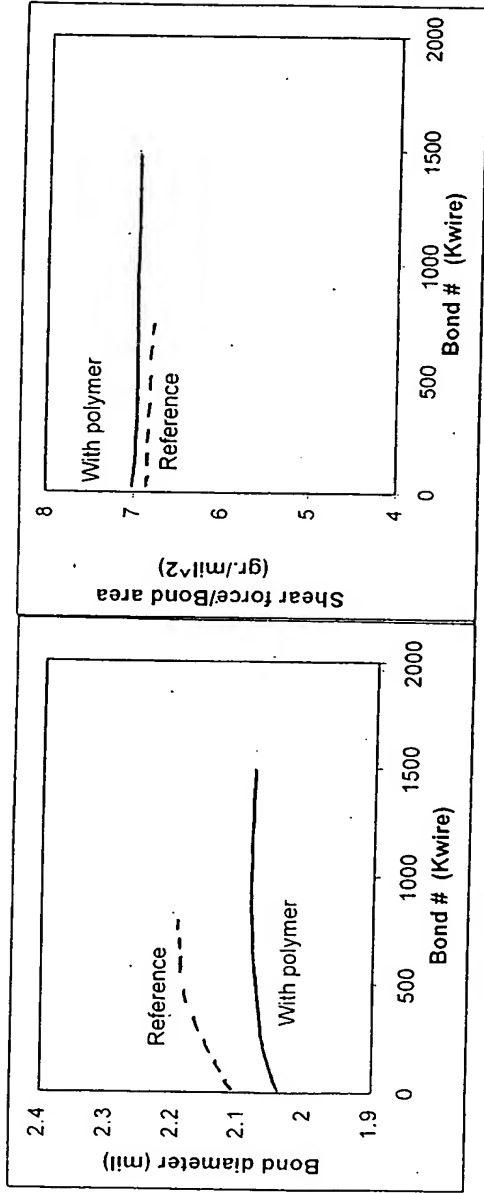 Bond diameter (mil)
2.4
2.3
2.2
2.1
2
1.9
Reference
With polymer
0
500
1000
1500
2000
Bond # (Kwire)
Shear force/Bond area
(gr./mil^2)
8
7
6
5
4
With polymer
Reference
0
500
1000
1500
2000
Bond # (Kwire)